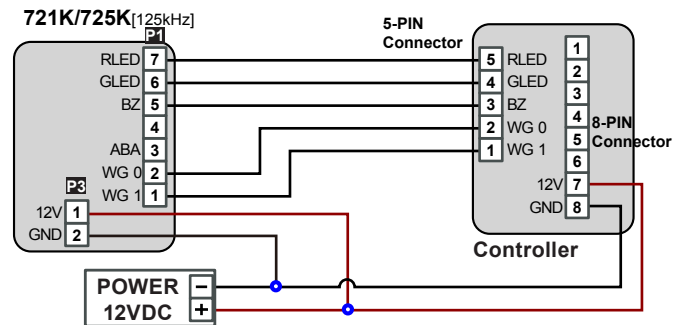 721K/725K[125kHz]
P1
RLED 7
GLED 6
BZ 5
4
ABA 3
WG 0 2
WG 1 1
P3
12V 1
GND 2
5-PIN
Connector
5 RLED
4 GLED
3 BZ
2 WG 0
1 WG 1
1
2
3
4
5
6
12V 7
GND 8
8-PIN
Connector
Controller
POWER −
12VDC +